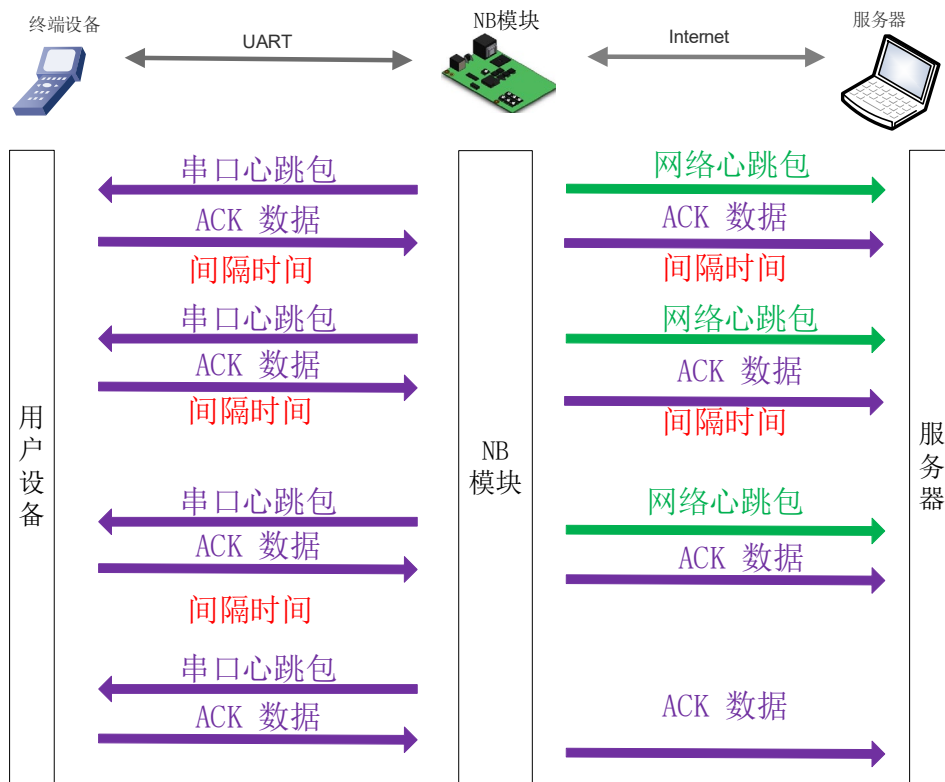 终端设备
UART
NB模块
Internet
服务器
串口心跳包
网络心跳包
ACK 数据
ACK 数据
间隔时间
间隔时间
串口心跳包
网络心跳包
ACK 数据
ACK 数据
间隔时间
间隔时间
用户设备
NB
模块
服务器
串口心跳包
网络心跳包
ACK 数据
ACK 数据
间隔时间
串口心跳包
ACK 数据
ACK 数据